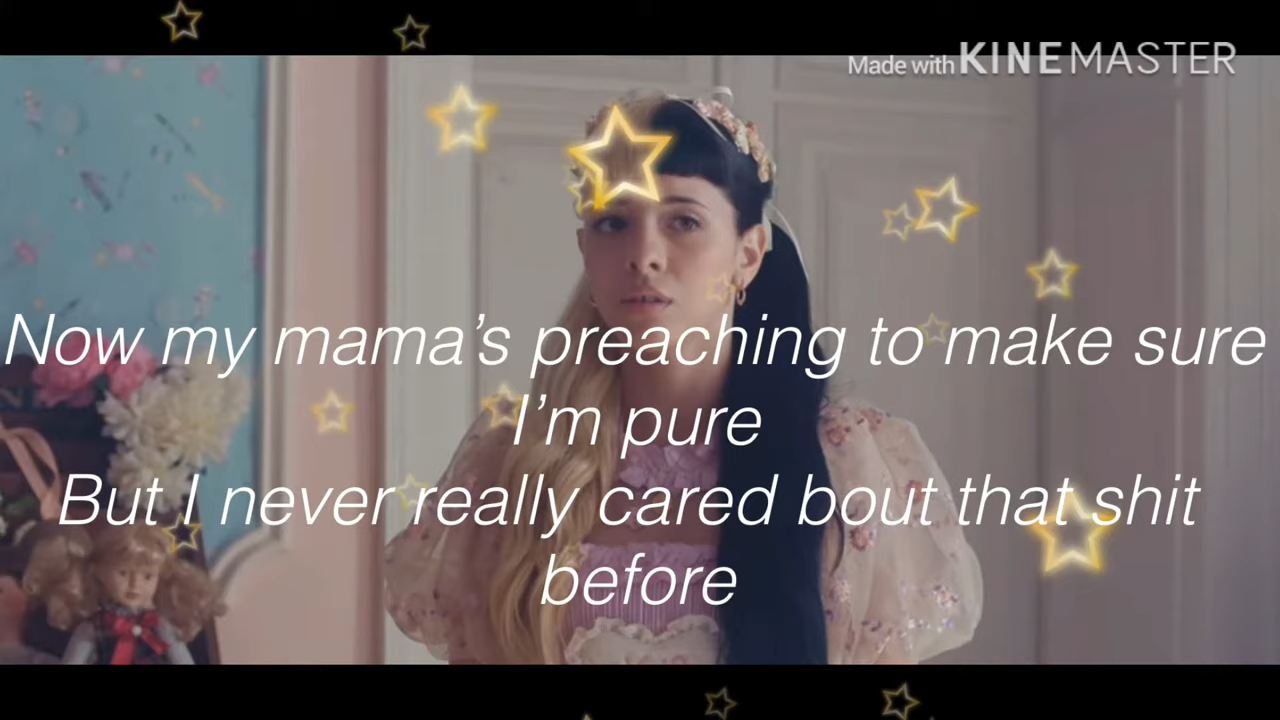 Made with KINEMASTER
Now my mama’s preaching to make sure
I’m pure
But I never really cared bout that shit
before